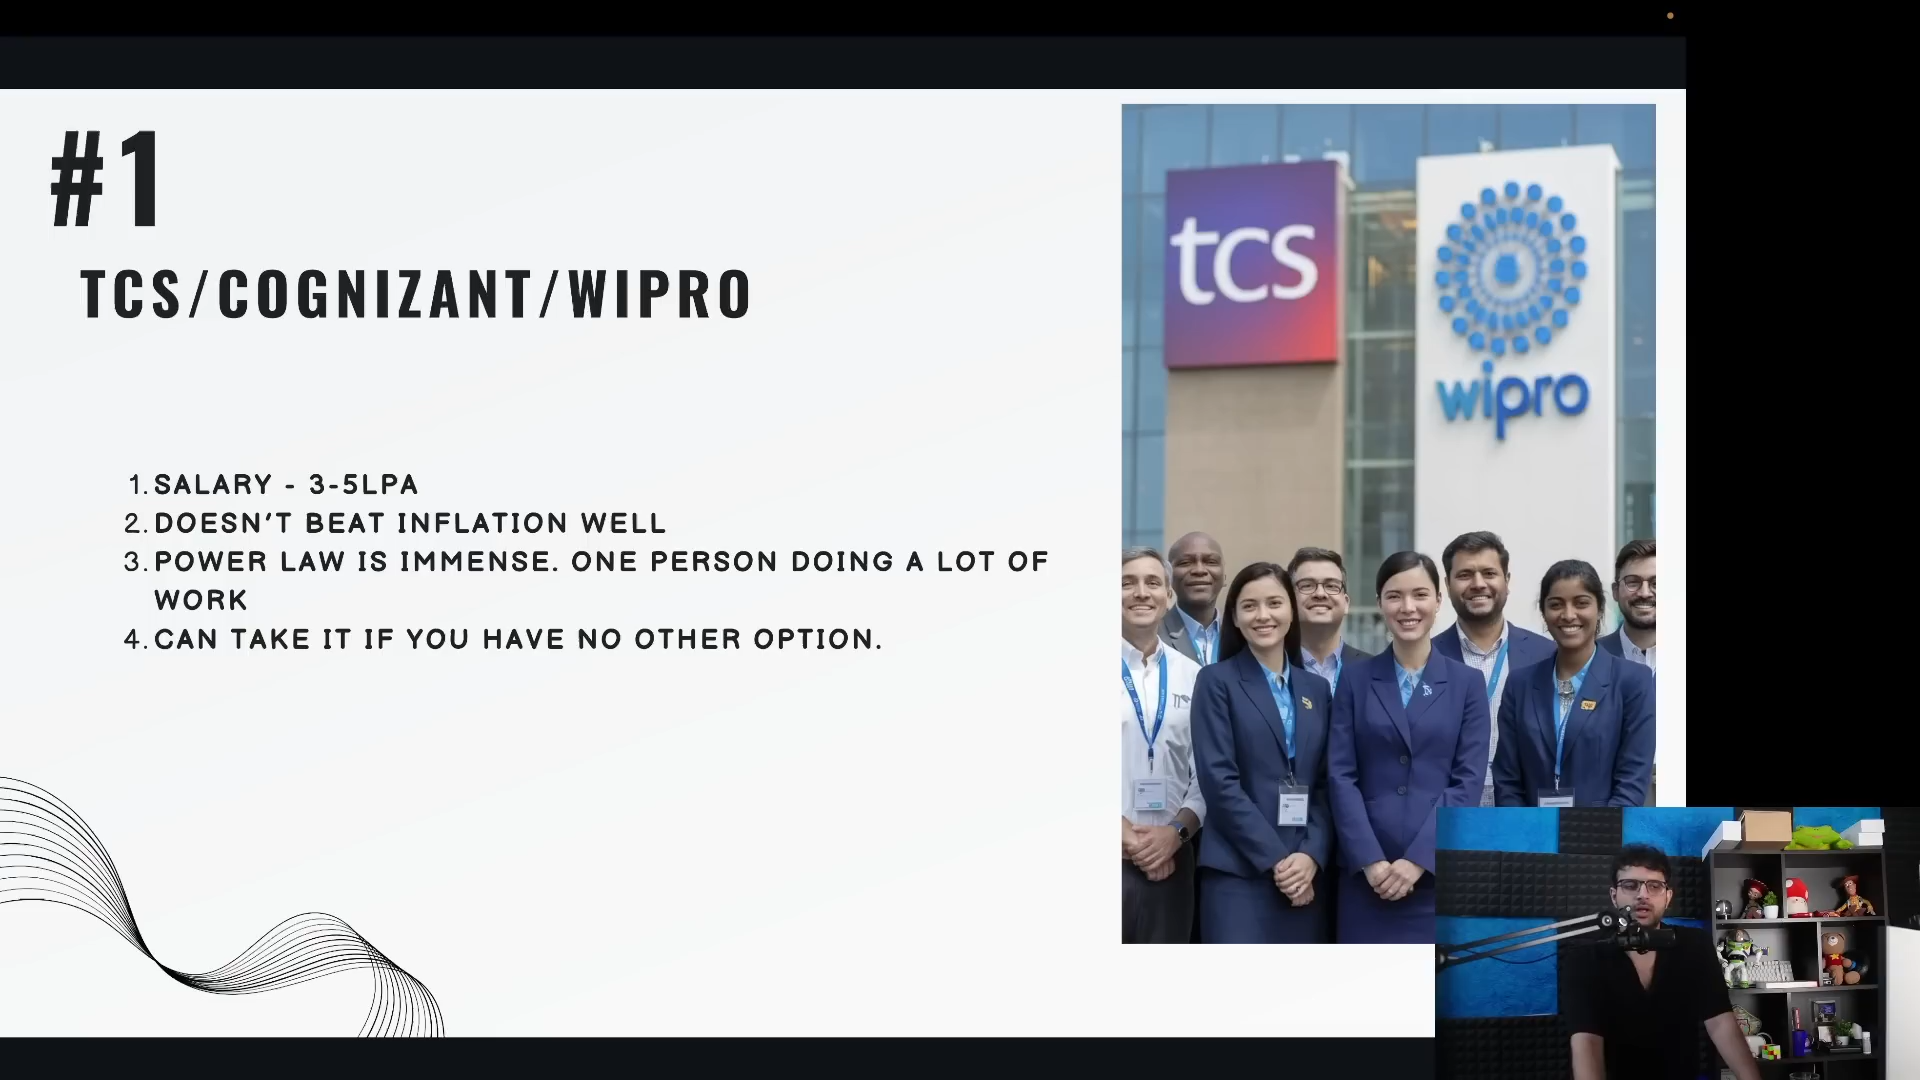 #1
TCS/COGNIZANT/WIPRO
1. SALARY - 3-5LPA
2. DOESN'T BEAT INFLATION WELL
3. POWER LAW IS IMMENSE. ONE PERSON DOING A LOT OF
WORK
4. CAN TAKE IT IF YOU HAVE NO OTHER OPTION.
tcs
wipro